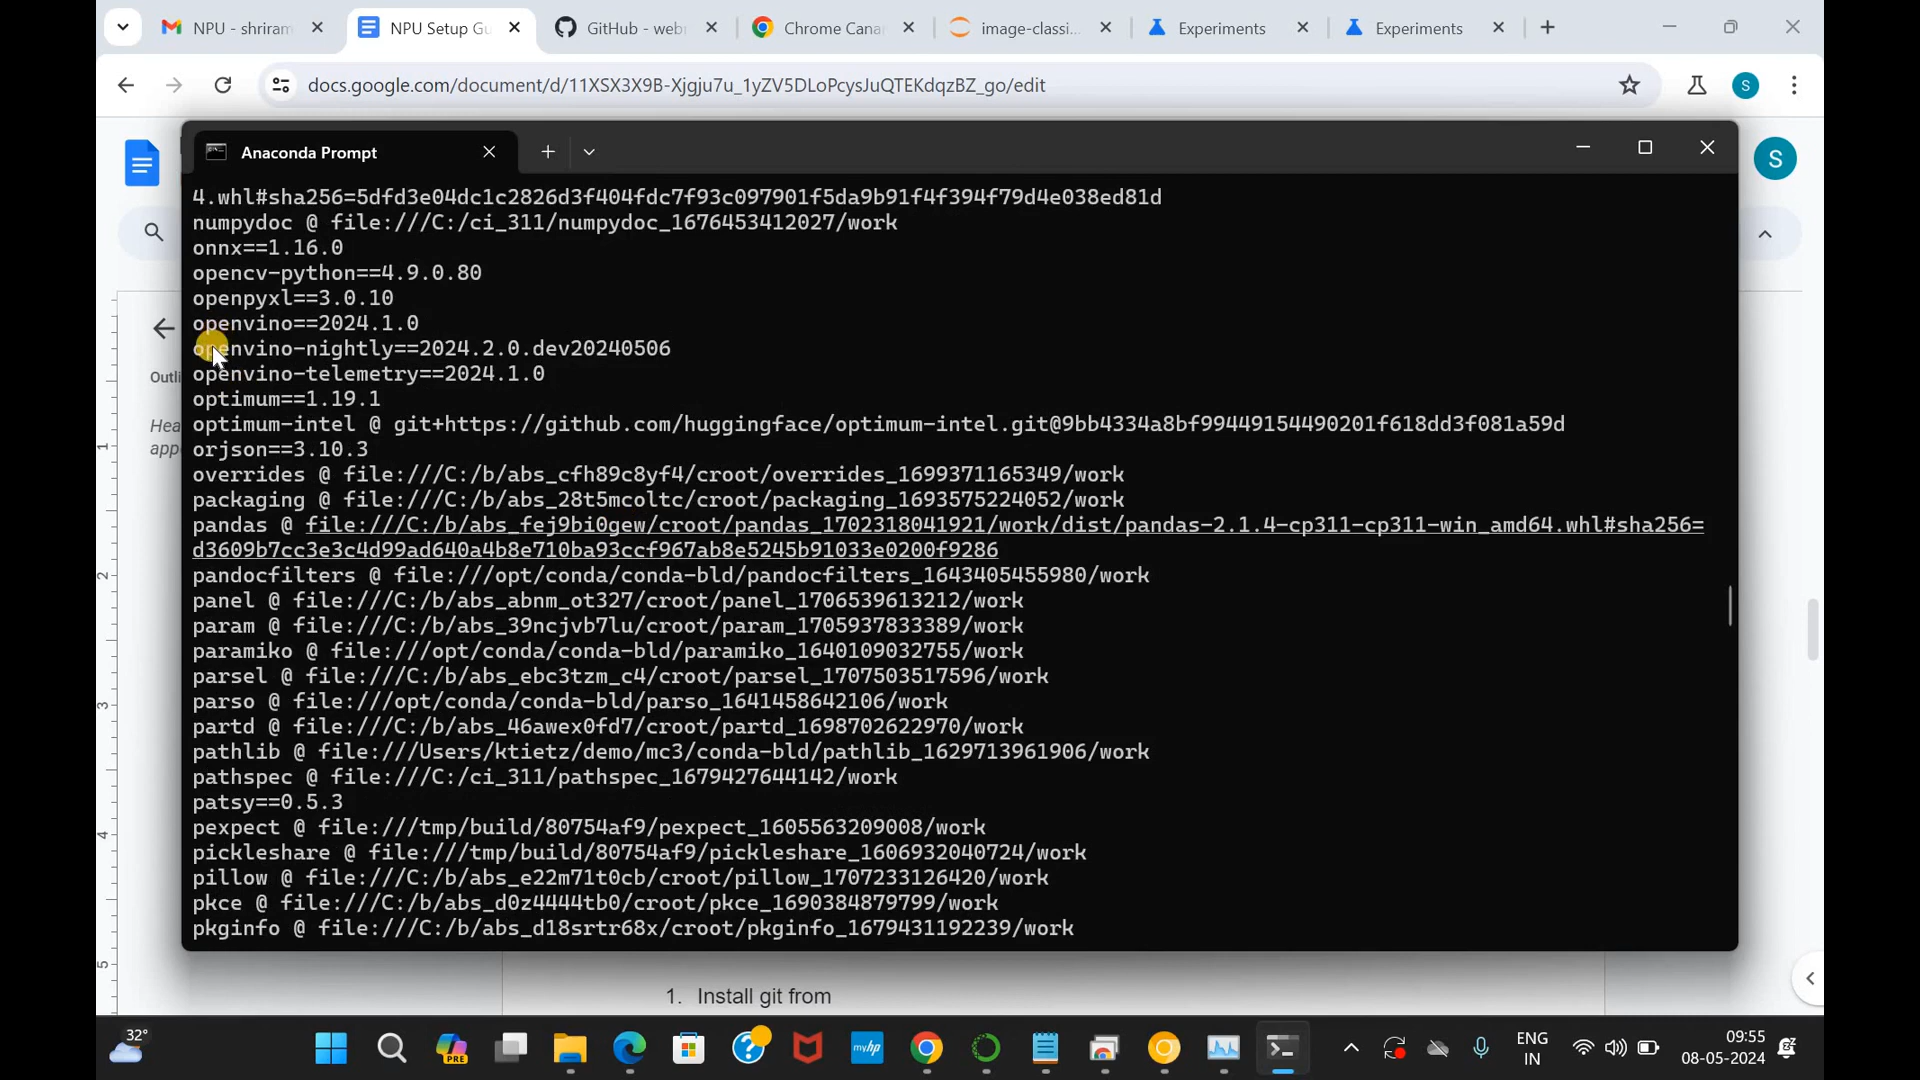 NPU - shriram
NPU Setup Gu
GitHub - web
Chrome Cana
image-classi
Experiments
Experiments
docs.google.com/document/d/11XSX3X9B-Xjgju7u_1yZV5DLoPcysJuQTEKdqzBZ_go/edit
S
Anaconda Prompt
S
4.whl#sha256=5dfd3e04dc1c2826d3f404fdc7f93c097901f5da9b91f4f394f79d4e038ed81d
numpydoc @ file:///C:/ci_311/numpydoc_1676453412027/work
onnx==1.16.0
opencv-python==4.9.0.80
openpyxl==3.0.10
openvino==2024.1.0
openvino-nightly==2024.2.0.dev20240506
openvino-telemetry==2024.1.0
optimum==1.19.1
optimum-intel @ git+https://github.com/huggingface/optimum-intel.git@9bb4334a8bf99449154490201f618dd3f081a59d
orjson==3.10.3
overrides @ file:///C:/b/abs_cfh89c8yf4/croot/overrides_1699371165349/work
packaging @ file:///C:/b/abs_28t5mcoltc/croot/packaging_1693575224052/work
pandas @ file:///C:/b/abs_fej9bi0gew/croot/pandas_1702318041921/work/dist/pandas-2.1.4-cp311-cp311-win_amd64.whl#sha256=
d3609b7cc3e3c4d99ad640a4b8e710ba93ccf967ab8e5245b91033e0200f9286
pandocfilters @ file:///opt/conda/conda-bld/pandocfilters_1643405455980/work
panel @ file:///C:/b/abs_abnm_ot327/croot/panel_1706539613212/work
param @ file:///C:/b/abs_39ncjvb7lu/croot/param_1705937833389/work
paramiko @ file:///opt/conda/conda-bld/paramiko_1640109032755/work
parsel @ file:///C:/b/abs_ebc3tzm_c4/croot/parsel_1707503517596/work
parso @ file:///opt/conda/conda-bld/parso_1641458642106/work
partd @ file:///C:/b/abs_46awex0fd7/croot/partd_1698702622970/work
pathlib @ file:///Users/ktietz/demo/mc3/conda-bld/pathlib_1629713961906/work
pathspec @ file:///C:/ci_311/pathspec_1679427644142/work
patsy==0.5.3
pexpect @ file:///tmp/build/80754af9/pexpect_1605563209008/work
pickleshare @ file:///tmp/build/80754af9/pickleshare_1606932040724/work
pillow @ file:///C:/b/abs_e22m71t0cb/croot/pillow_1707233126420/work
pkce @ file:///C:/b/abs_d0z4444tb0/croot/pkce_1690384879799/work
pkginfo @ file:///C:/b/abs_d18srtr68x/croot/pkginfo_1679431192239/work
Outli
Hea
app
1
2
3
4
5
1. Install git from
32°
PRE
myhp
ENG
IN
09:55
08-05-2024